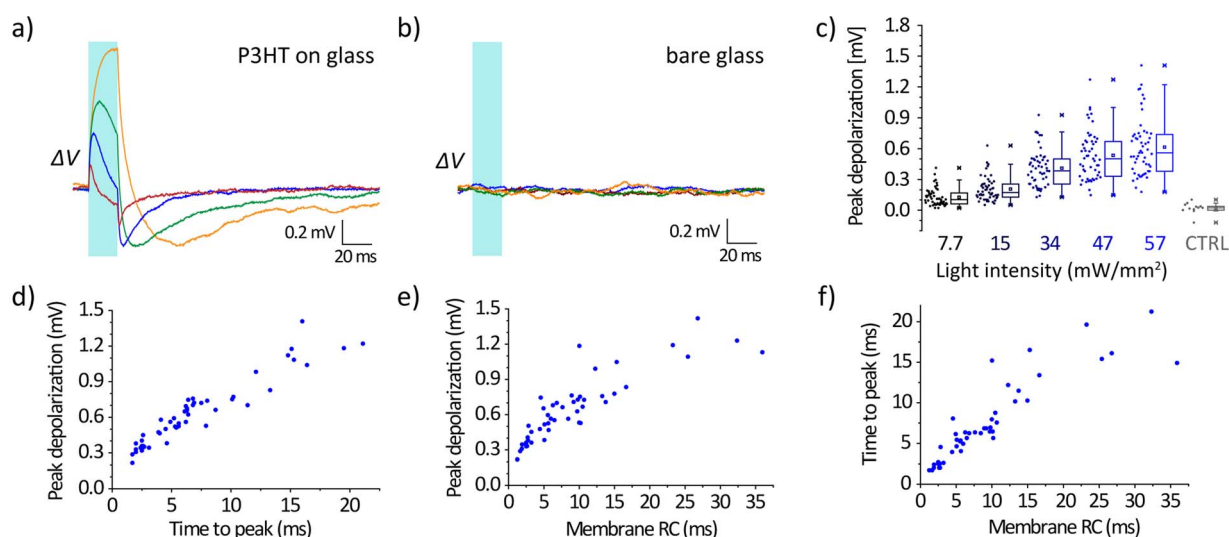 a)
P3HT on glass
ΔV
0.2 mV
20 ms
b)
bare glass
ΔV
0.2 mV
20 ms
c)
Peak depolarization [mV]
1.8
1.5
1.2
0.9
0.6
0.3
0.0
7.7 15 34 47 57 CTRL
Light intensity (mW/mm²)
d)
Peak depolarization (mV)
1.5
1.2
0.9
0.6
0.3
0.0
0 5 10 15 20
Time to peak (ms)
e)
Peak depolarization (mV)
1.5
1.2
0.9
0.6
0.3
0.0
0 5 10 15 20 25 30 35
Membrane RC (ms)
f)
Time to peak (ms)
20
15
10
5
0
0 5 10 15 20 25 30 35
Membrane RC (ms)